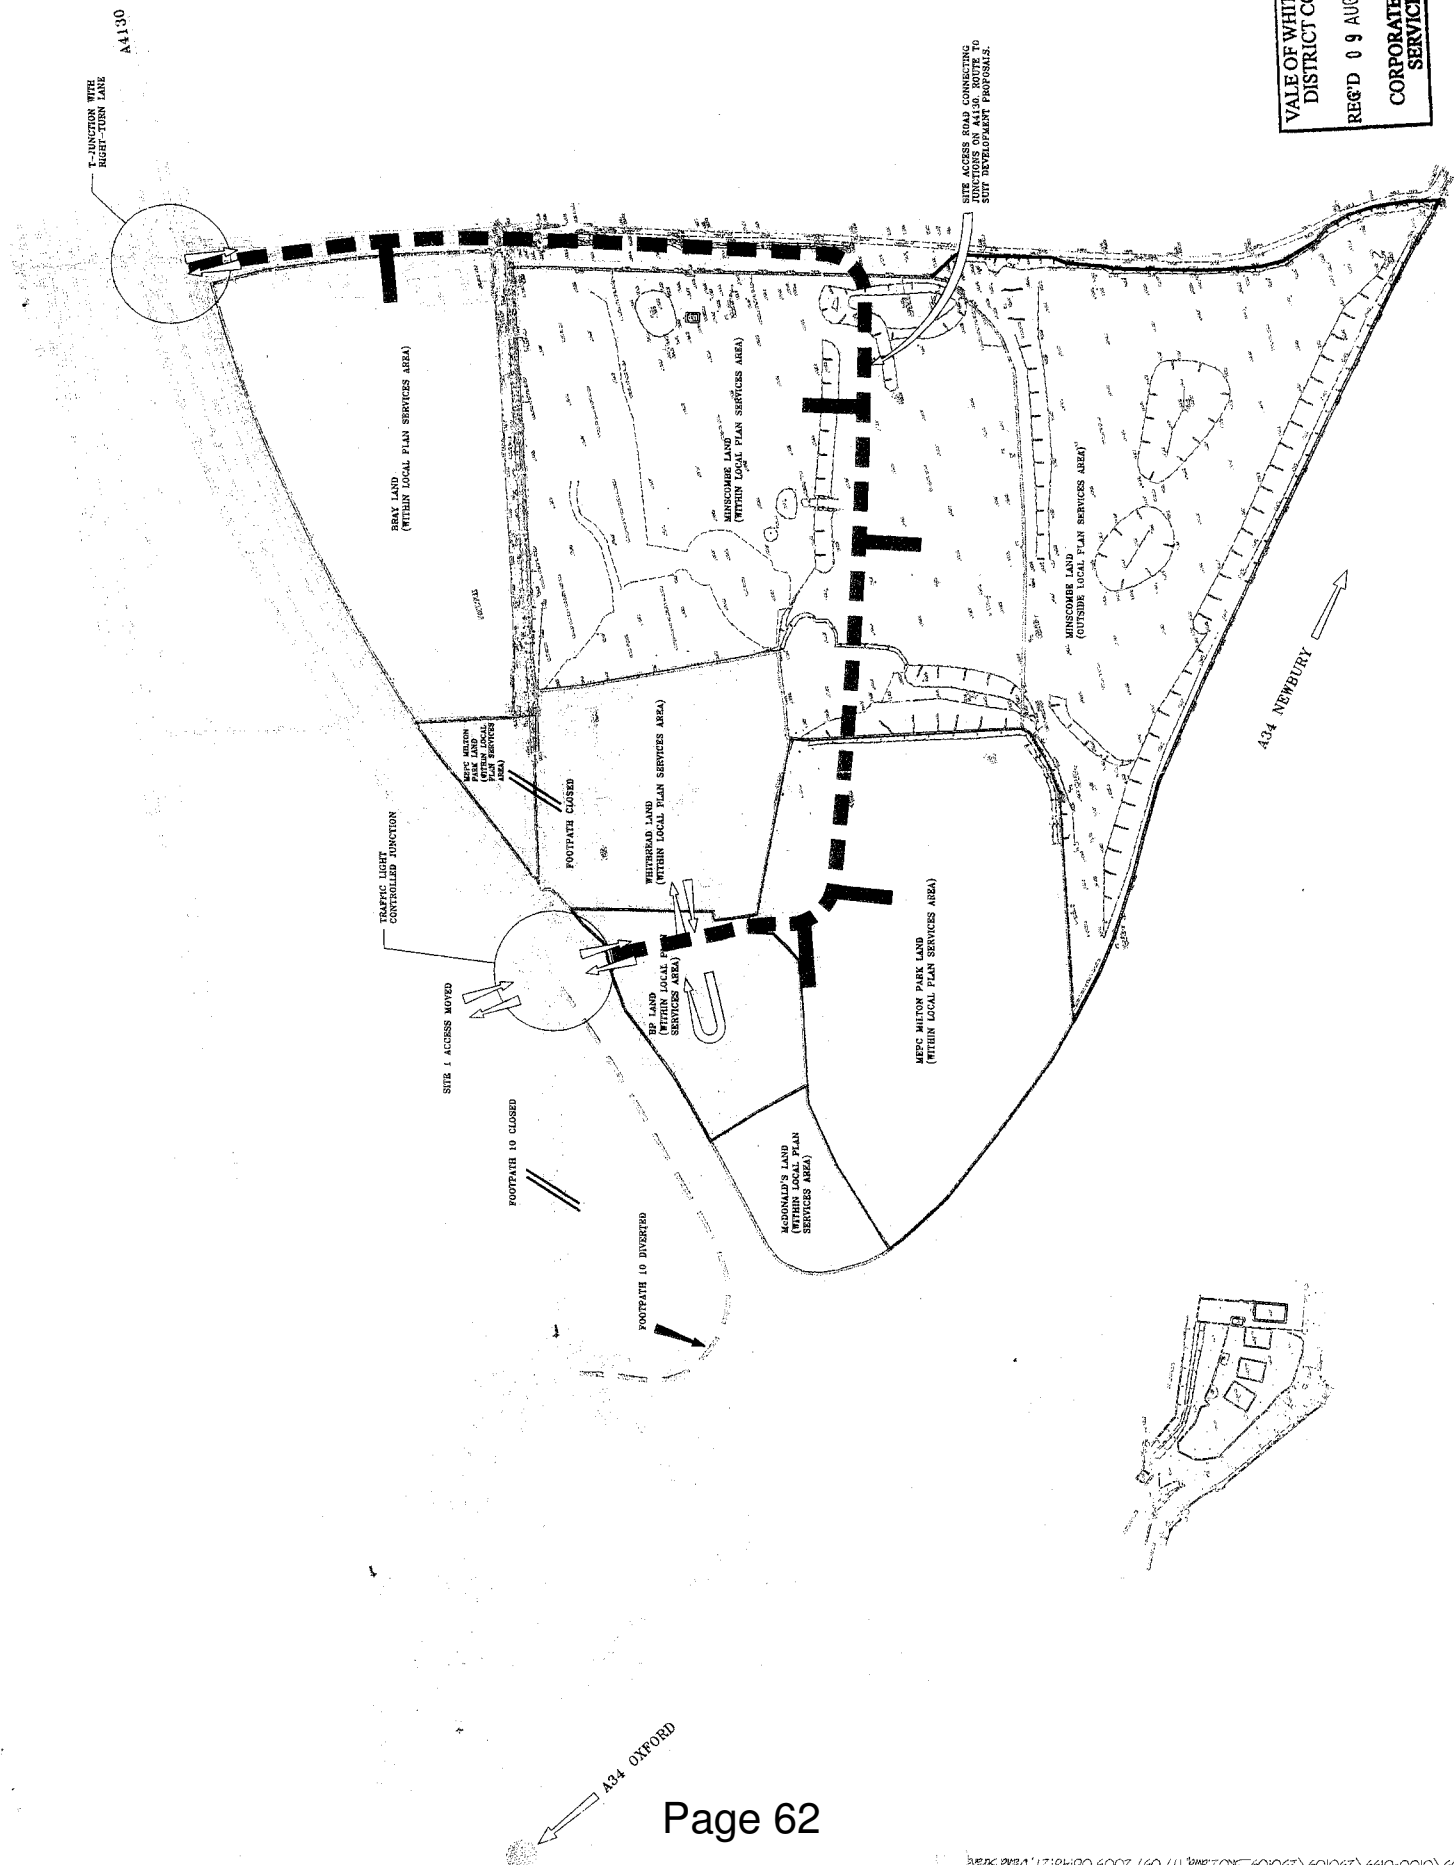 A4130
T-JUNCTION WITH
RIGHT-TURN LANE
VALE OF WHIT
DISTRICT CO
REG'D 09 AUG
CORPORATE
SERVICE
SITE ACCESS ROAD CONNECTING
JUNCTIONS ON A4130. ROUTE TO
SUIT DEVELOPMENT PROPOSALS.
BRAY LAND
(WITHIN LOCAL PLAN SERVICES AREA)
MINSCOMBE LAND
(WITHIN LOCAL PLAN SERVICES AREA)
MINSCOMBE LAND
(OUTSIDE LOCAL PLAN SERVICES AREA)
A34 NEWBURY
MEPC MILTON
PARK LAND
(WITHIN LOCAL
PLAN SERVICES
AREA)
FOOTPATH CLOSED
WHITBREAD LAND
(WITHIN LOCAL PLAN SERVICES AREA)
TRAFFIC LIGHT
CONTROLLED JUNCTION
SITE 1 ACCESS MOVED
BP LAND
(WITHIN LOCAL P
SERVICES AREA)
MEPC MILTON PARK LAND
(WITHIN LOCAL PLAN SERVICES AREA)
FOOTPATH 10 CLOSED
McDONALD'S LAND
(WITHIN LOCAL PLAN
SERVICES AREA)
FOOTPATH 10 DIVERTED
A34 OXFORD
Page 62